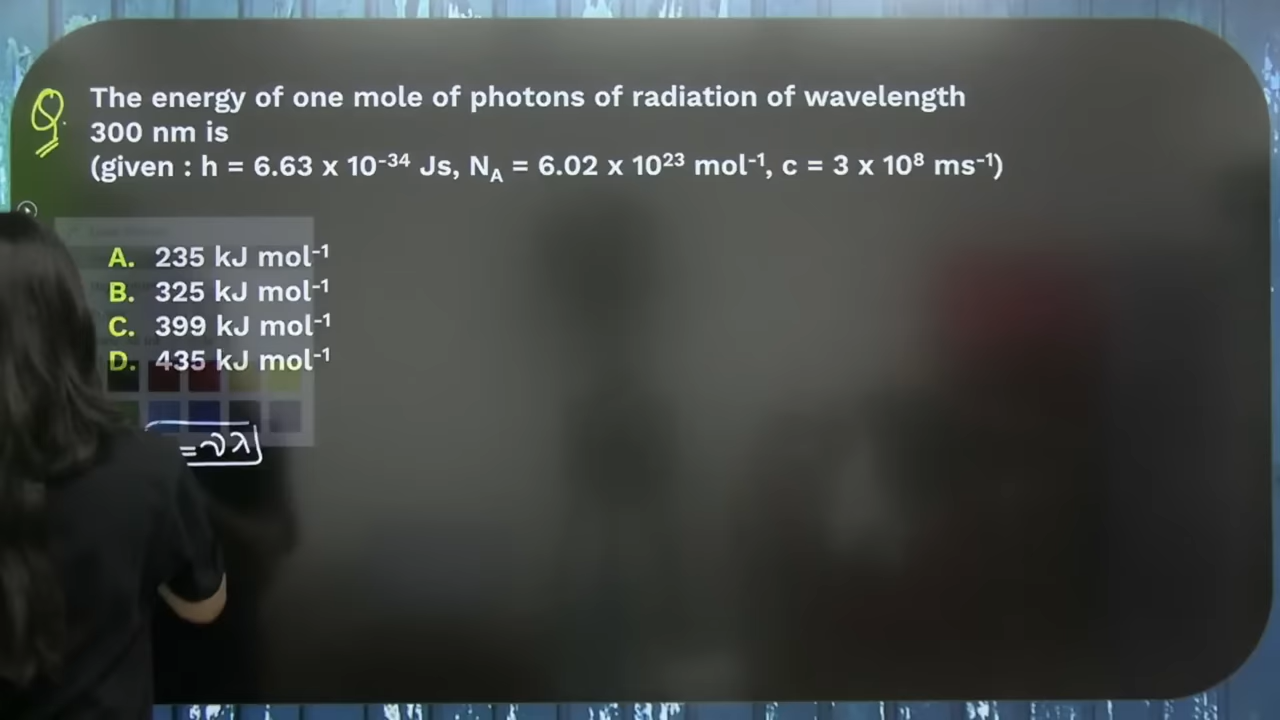 Q
The energy of one mole of photons of radiation of wavelength
300 nm is
(given : h = 6.63 x 10⁻³⁴ Js, N_A = 6.02 x 10²³ mol⁻¹, c = 3 x 10⁸ ms⁻¹)
A. 235 kJ mol⁻¹
B. 325 kJ mol⁻¹
C. 399 kJ mol⁻¹
D. 435 kJ mol⁻¹
= νλ